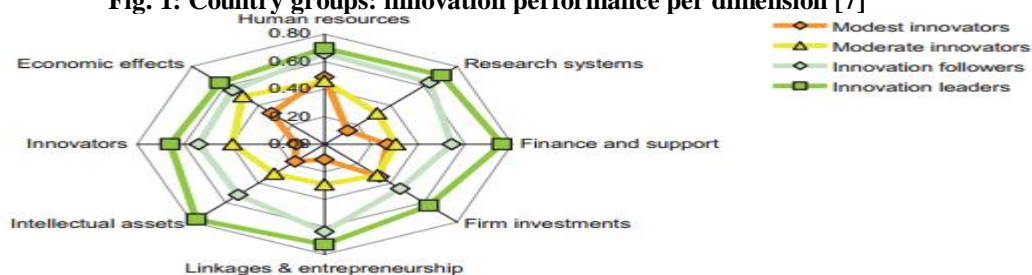 Fig. 1: Country groups: innovation performance per dimension [7]
Human resources
0.80
0.60
0.40
0.20
0.00
Economic effects
Research systems
Innovators
Finance and support
Intellectual assets
Firm investments
Linkages & entrepreneurship
Modest innovators
Moderate innovators
Innovation followers
Innovation leaders